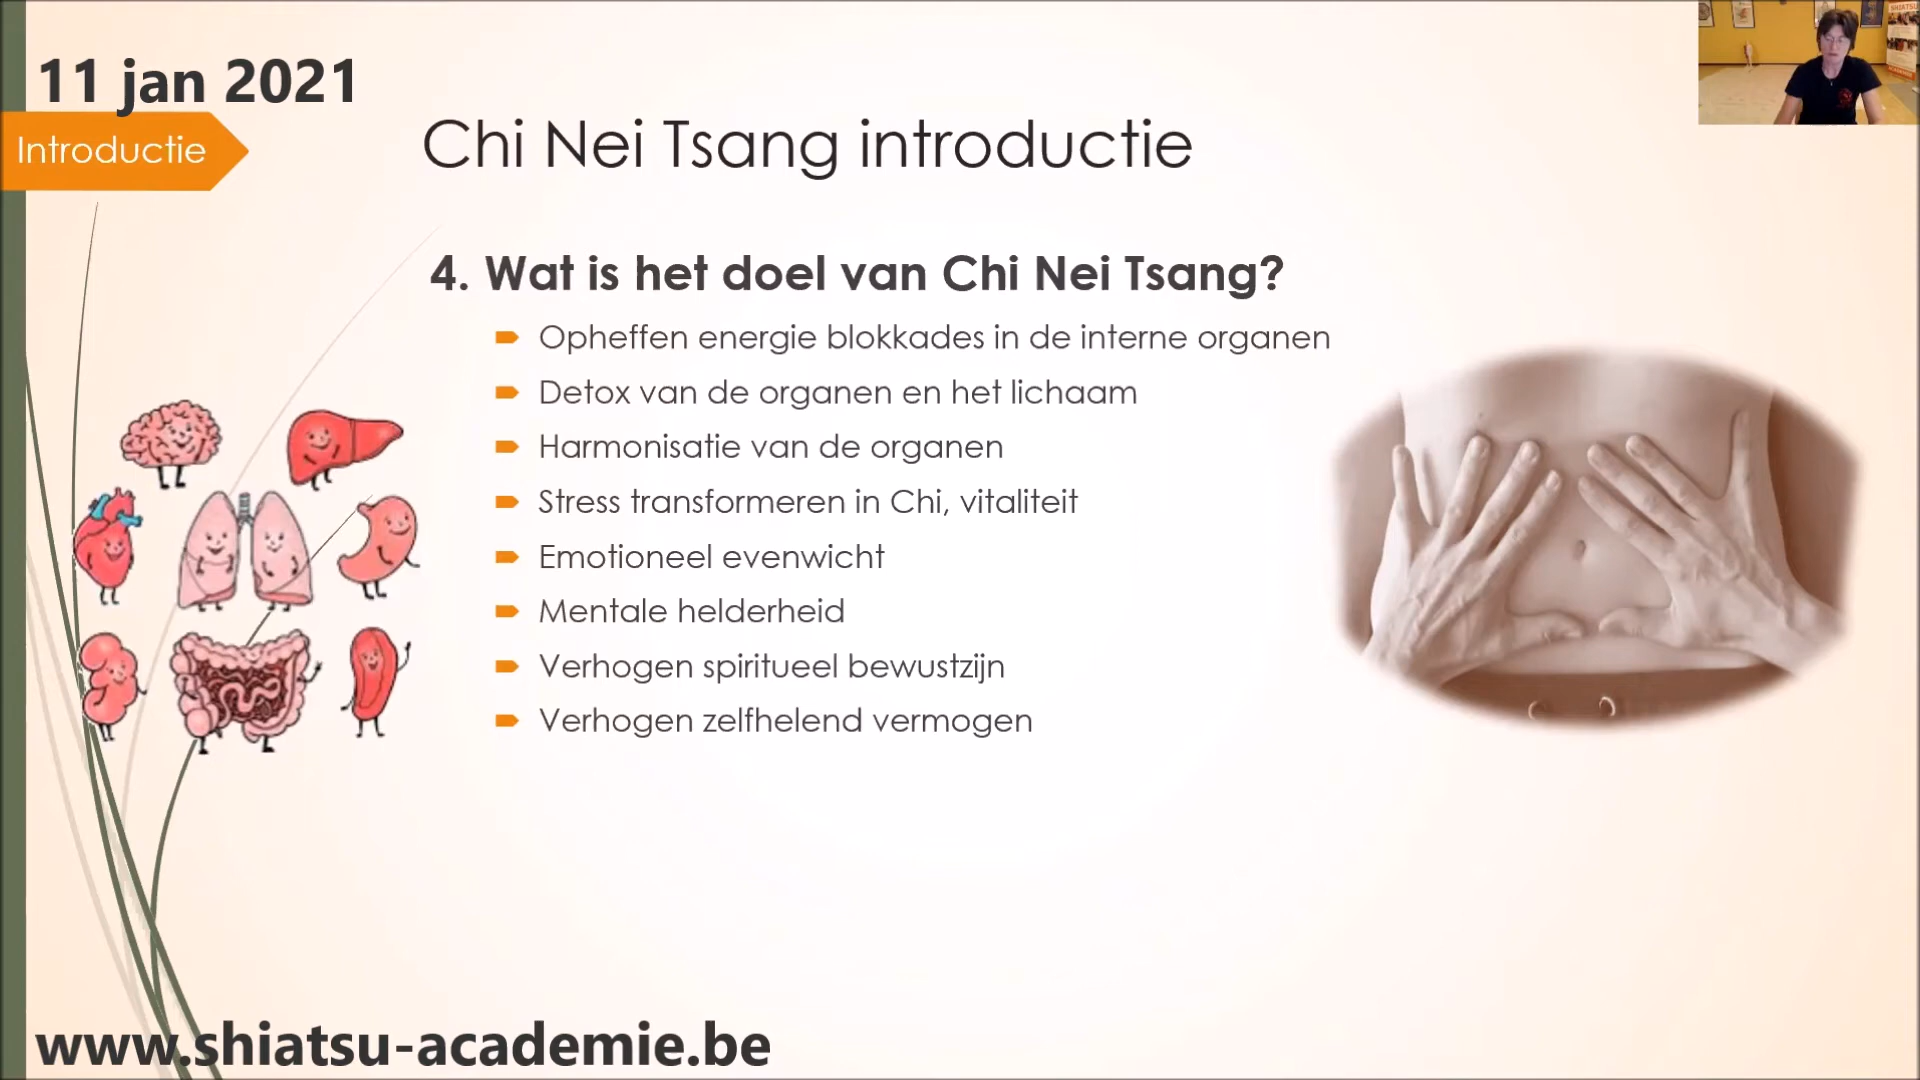 11 jan 2021
Introductie
Chi Nei Tsang introductie
4. Wat is het doel van Chi Nei Tsang?
Opheffen energie blokkades in de interne organen
Detox van de organen en het lichaam
Harmonisatie van de organen
Stress transformeren in Chi, vitaliteit
Emotioneel evenwicht
Mentale helderheid
Verhogen spiritueel bewustzijn
Verhogen zelfhelend vermogen
www.shiatsu-academie.be
SHIATSU